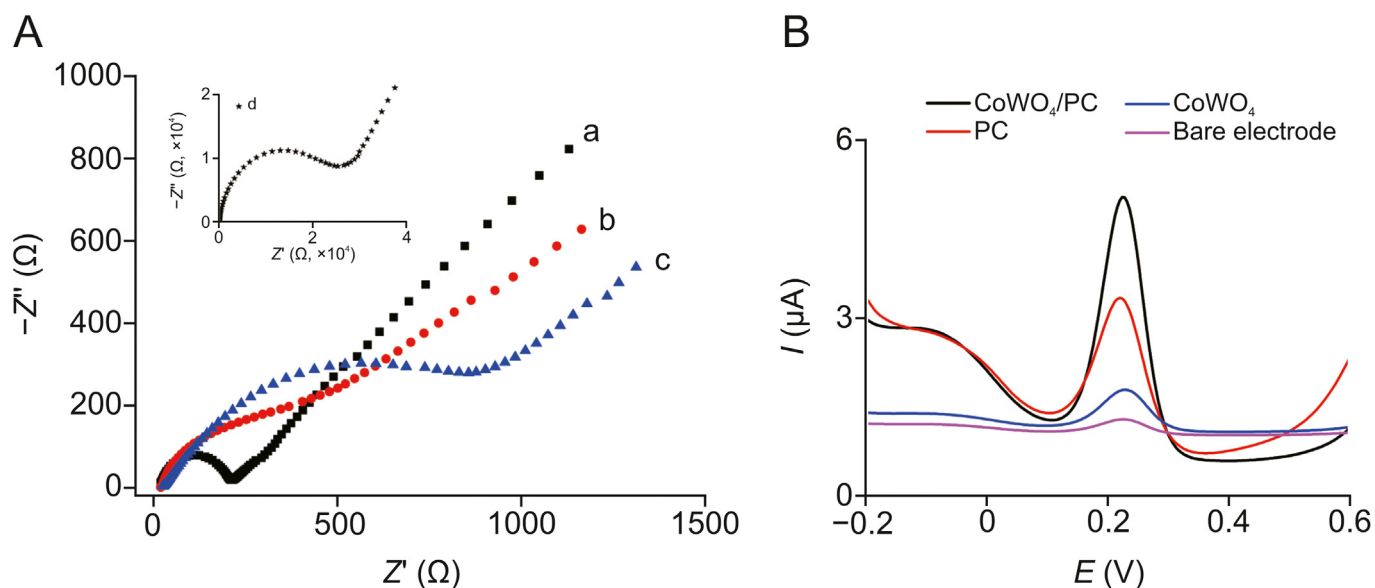 A
1000
800
600
400
200
0
−Z" (Ω)
0
500
1000
1500
Z' (Ω)
a
b
c
2
1
0
−Z" (Ω, ×10⁴)
d
0
2
4
Z' (Ω, ×10⁴)
B
CoWO₄/PC
CoWO₄
PC
Bare electrode
6
3
0
I (μA)
−0.2
0
0.2
0.4
0.6
E (V)